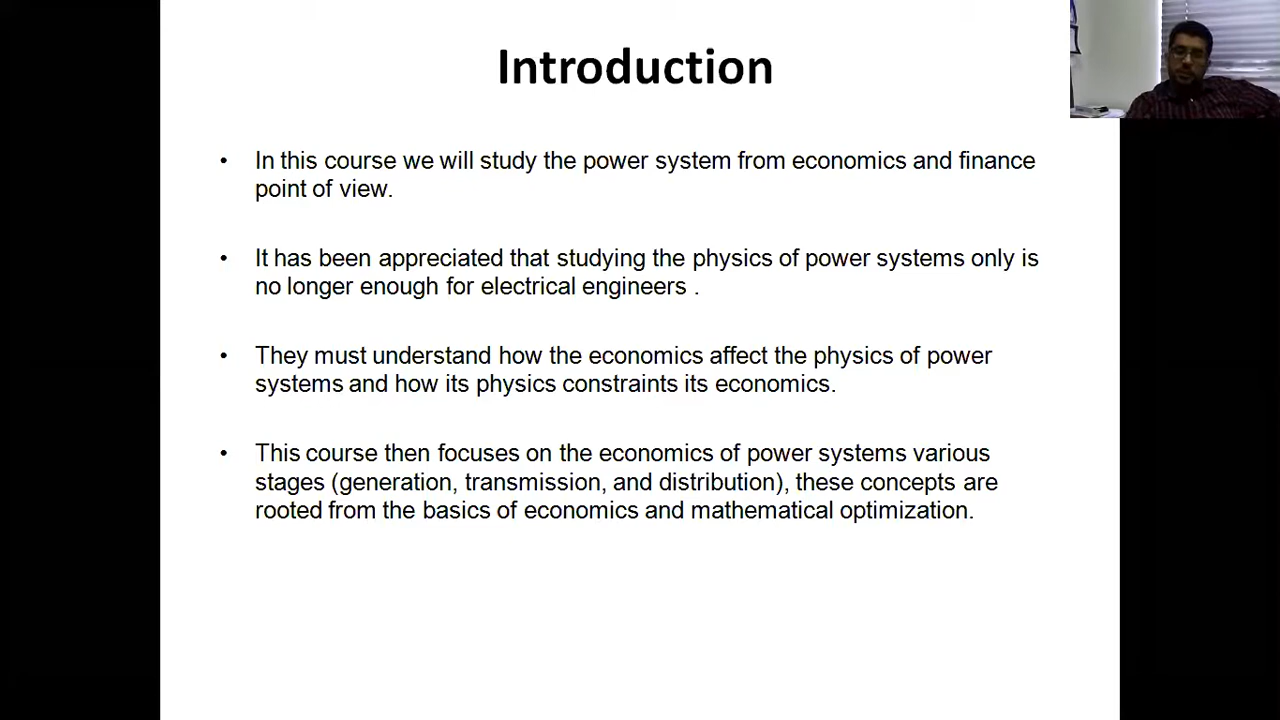 Introduction
• In this course we will study the power system from economics and finance
point of view.
• It has been appreciated that studying the physics of power systems only is
no longer enough for electrical engineers .
• They must understand how the economics affect the physics of power
systems and how its physics constraints its economics.
• This course then focuses on the economics of power systems various
stages (generation, transmission, and distribution), these concepts are
rooted from the basics of economics and mathematical optimization.